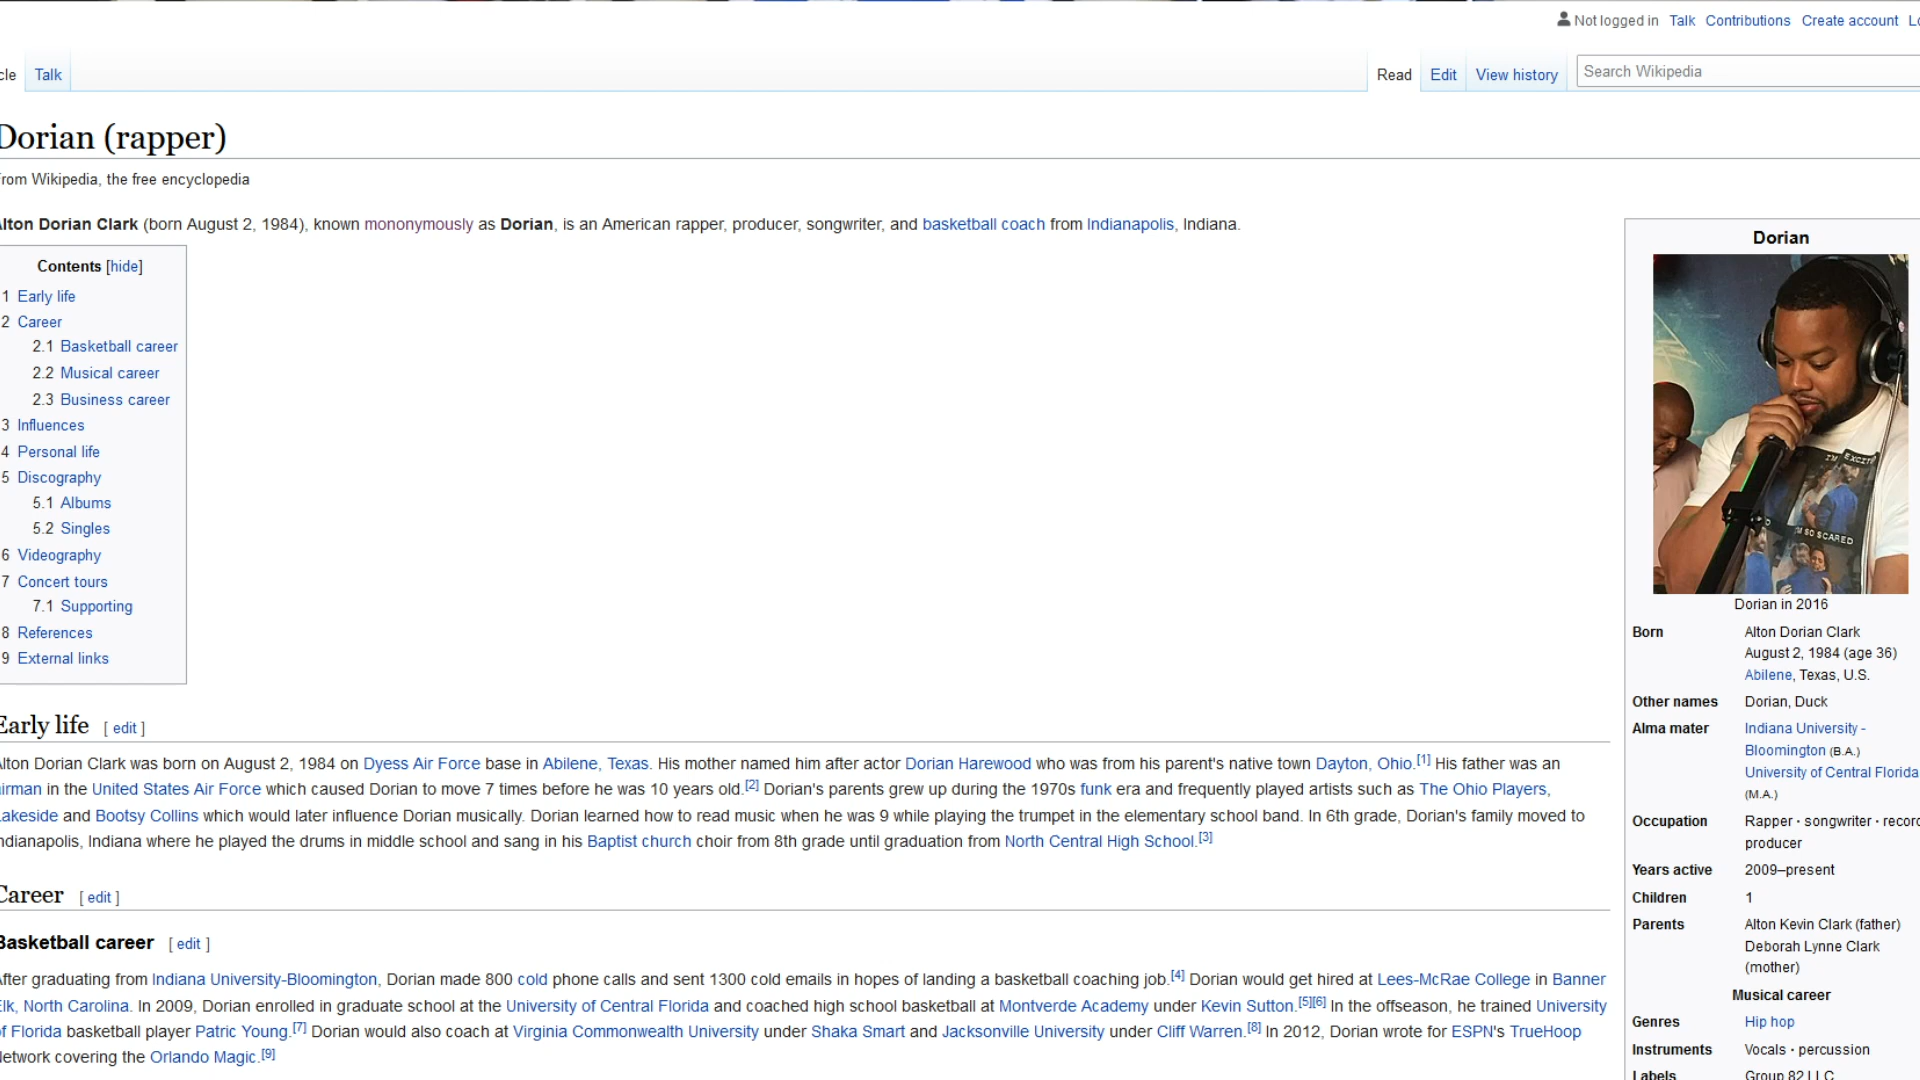 Not logged in Talk Contributions Create account
Talk
Read Edit View history Search Wikipedia
Dorian (rapper)
From Wikipedia, the free encyclopedia
Alton Dorian Clark (born August 2, 1984), known mononymously as Dorian, is an American rapper, producer, songwriter, and basketball coach from Indianapolis, Indiana.
Contents [hide]
1 Early life
2 Career
2.1 Basketball career
2.2 Musical career
2.3 Business career
3 Influences
4 Personal life
5 Discography
5.1 Albums
5.2 Singles
6 Videography
7 Concert tours
7.1 Supporting
8 References
9 External links
Early life [ edit ]
Alton Dorian Clark was born on August 2, 1984 on Dyess Air Force base in Abilene, Texas. His mother named him after actor Dorian Harewood who was from his parent's native town Dayton, Ohio.[1] His father was an
airman in the United States Air Force which caused Dorian to move 7 times before he was 10 years old.[2] Dorian's parents grew up during the 1970s funk era and frequently played artists such as The Ohio Players,
Lakeside and Bootsy Collins which would later influence Dorian musically. Dorian learned how to read music when he was 9 while playing the trumpet in the elementary school band. In 6th grade, Dorian's family moved to
Indianapolis, Indiana where he played the drums in middle school and sang in his Baptist church choir from 8th grade until graduation from North Central High School.[3]
Career [ edit ]
Basketball career [ edit ]
After graduating from Indiana University-Bloomington, Dorian made 800 cold phone calls and sent 1300 cold emails in hopes of landing a basketball coaching job.[4] Dorian would get hired at Lees-McRae College in Banner
Elk, North Carolina. In 2009, Dorian enrolled in graduate school at the University of Central Florida and coached high school basketball at Montverde Academy under Kevin Sutton.[5][6] In the offseason, he trained University
of Florida basketball player Patric Young.[7] Dorian would also coach at Virginia Commonwealth University under Shaka Smart and Jacksonville University under Cliff Warren.[8] In 2012, Dorian wrote for ESPN's TrueHoop
Network covering the Orlando Magic.[9]
Dorian
I'M EXCITED
I'M SO SCARED
Dorian in 2016
Born Alton Dorian Clark
August 2, 1984 (age 36)
Abilene, Texas, U.S.
Other names Dorian, Duck
Alma mater Indiana University -
Bloomington (B.A.)
University of Central Florida
(M.A.)
Occupation Rapper · songwriter · record
producer
Years active 2009–present
Children 1
Parents Alton Kevin Clark (father)
Deborah Lynne Clark
(mother)
Musical career
Genres Hip hop
Instruments Vocals · percussion
Labels Group 82 LLC